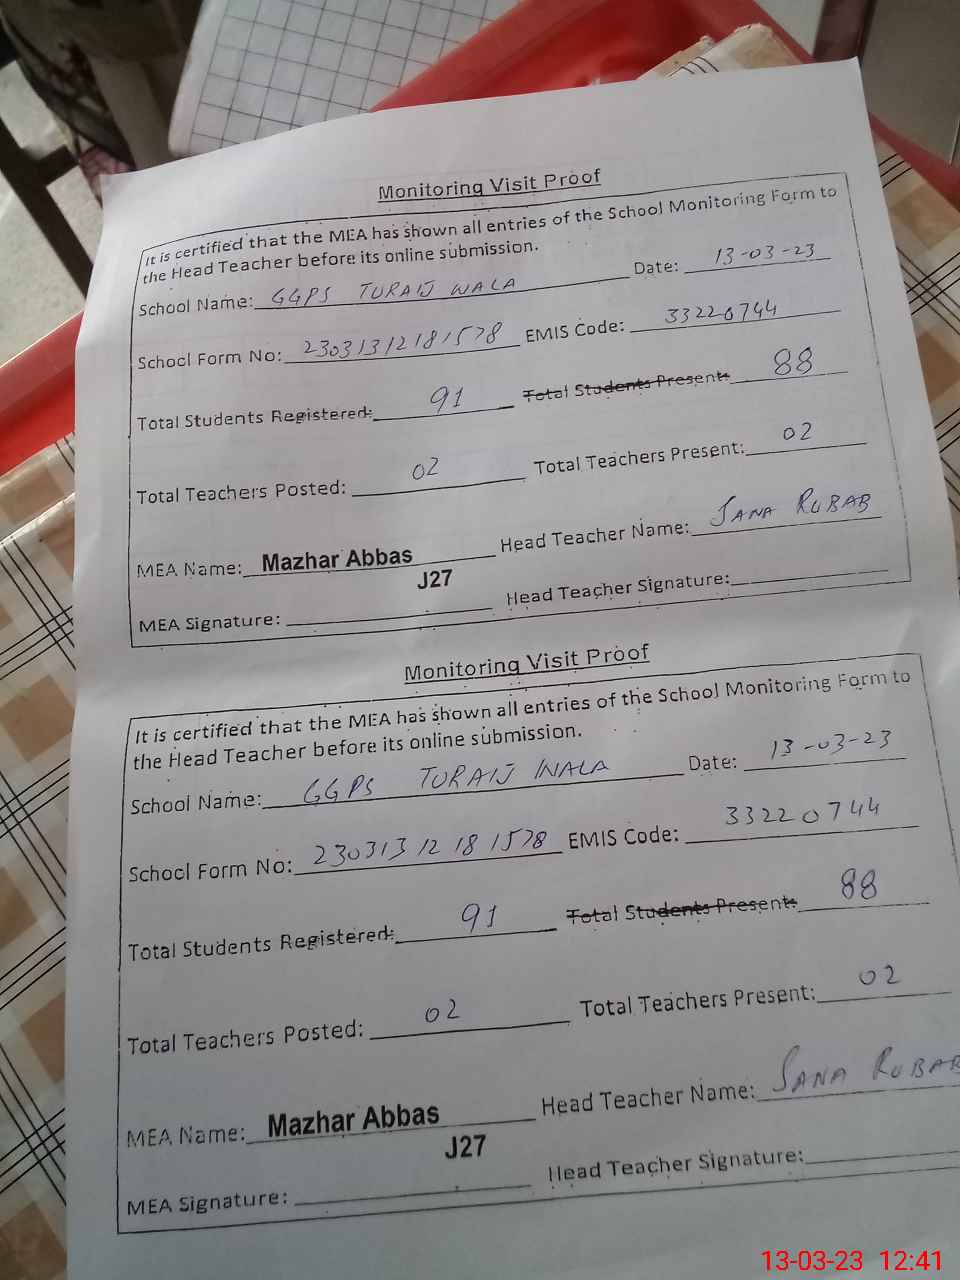 Monitoring Visit Proof
It is certified that the MEA has shown all entries of the School Monitoring Form to
the Head Teacher before its online submission.
School Name: GGPS TURAIJ WALA Date: 13-03-23
School Form No: 23031312181578 EMIS Code: 33220744
Total Students Registered: 91 Total Students Present: 88
Total Teachers Posted: 02 Total Teachers Present: 02
MEA Name: Mazhar Abbas Head Teacher Name: SANA RUBAB
J27
MEA Signature: Head Teacher Signature:
Monitoring Visit Proof
It is certified that the MEA has shown all entries of the School Monitoring Form to
the Head Teacher before its online submission.
School Name: GGPS TURAIJ WALA Date: 13-03-23
School Form No: 23031312181578 EMIS Code: 33220744
Total Students Registered: 91 Total Students Present: 88
Total Teachers Posted: 02 Total Teachers Present: 02
MEA Name: Mazhar Abbas Head Teacher Name: SANA RUBAB
J27
MEA Signature: Head Teacher Signature:
13-03-23 12:41